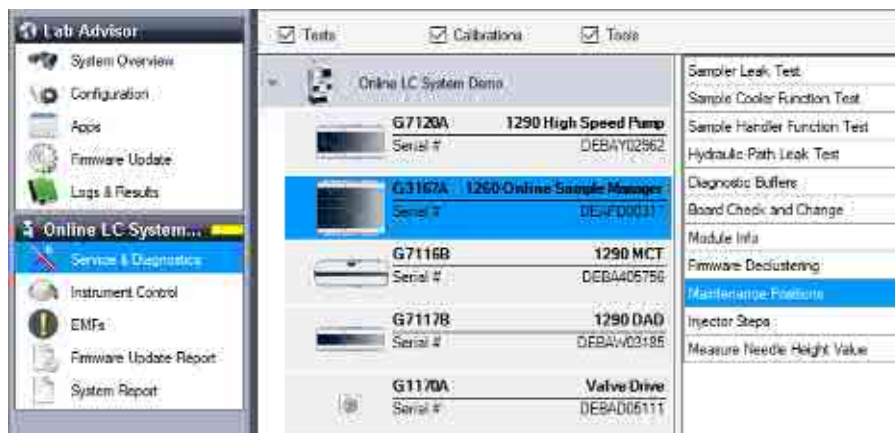 Lab Advisor
System Overview
Configuration
Apps
Firmware Update
Logs & Results
Online LC System...
Service & Diagnostics
Instrument Control
EMFs
Firmware Update Report
System Report
Tests Calibrations Tools
Online LC System Demo
G7120A 1290 High Speed Pump
Serial # DEBAY02962
G3167A 1260 Online Sample Manager
Serial #
G7116B 1290 MCT
Serial # DEBA405756
G7117B 1290 DAD
Serial # DEBAW03185
G1170A Valve Drive
Serial # DEBAD05111
Sampler Leak Test
Sample Cooler Function Test
Sample Handler Function Test
Hydraulic Path Leak Test
Diagnostic Buffers
Board Check and Change
Module Info
Firmware Declustering
Maintenance Positions
Injector Steps
Measure Needle Height Value